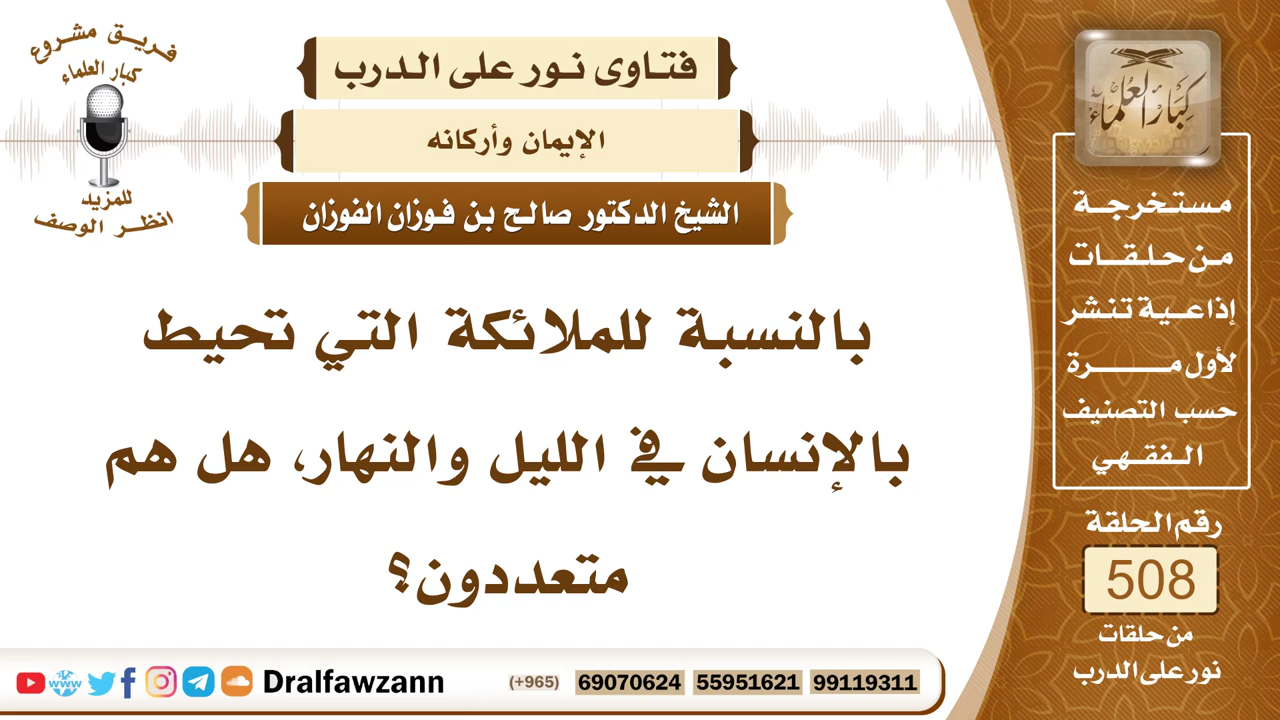 فريق مشروع
كبار العلماء
للمزيد
انظر الوصف
فتاوى نور على الدرب
الإيمان وأركانه
الشيخ الدكتور صالح بن فوزان الفوزان
بالنسبة للملائكة التي تحيط
بالإنسان في الليل والنهار، هل هم
متعددون؟
كبار العلماء
مستخرجة
من حلقات
إذاعية تنشر
لأول مرة
حسب التصنيف
الفقهي
رقم الحلقة
508
من حلقات
نور على الدرب
www Dralfawzann (+965) 69070624 55951621 99119311